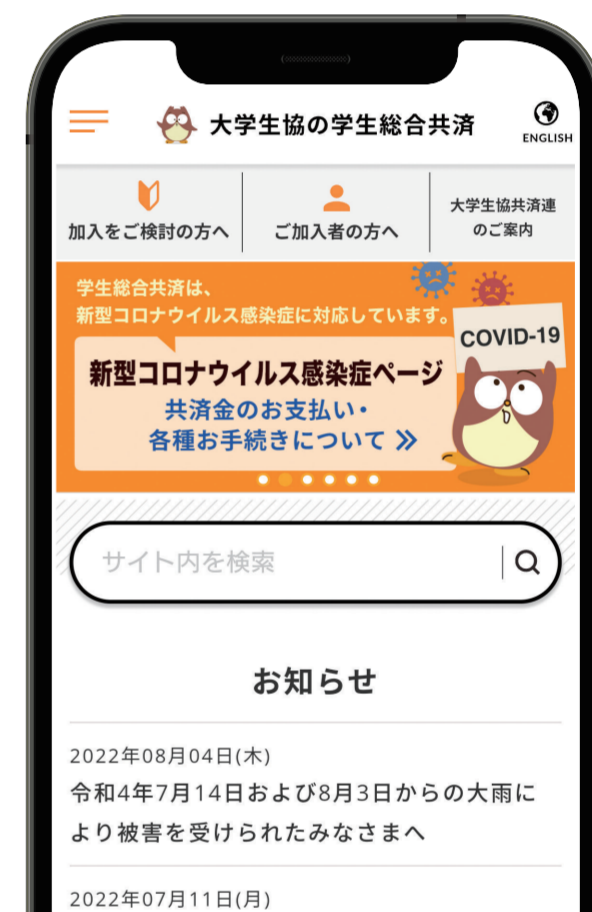 大学生協の学生総合共済
ENGLISH
加入をご検討の方へ
ご加入者の方へ
大学生協共済連
のご案内
学生総合共済は、
新型コロナウイルス感染症に対応しています。
COVID-19
新型コロナウイルス感染症ページ
共済金のお支払い・
各種お手続きについて
サイト内を検索
お知らせ
2022年08月04日(木)
令和4年7月14日および8月3日からの大雨に
より被害を受けられたみなさまへ
2022年07月11日(月)